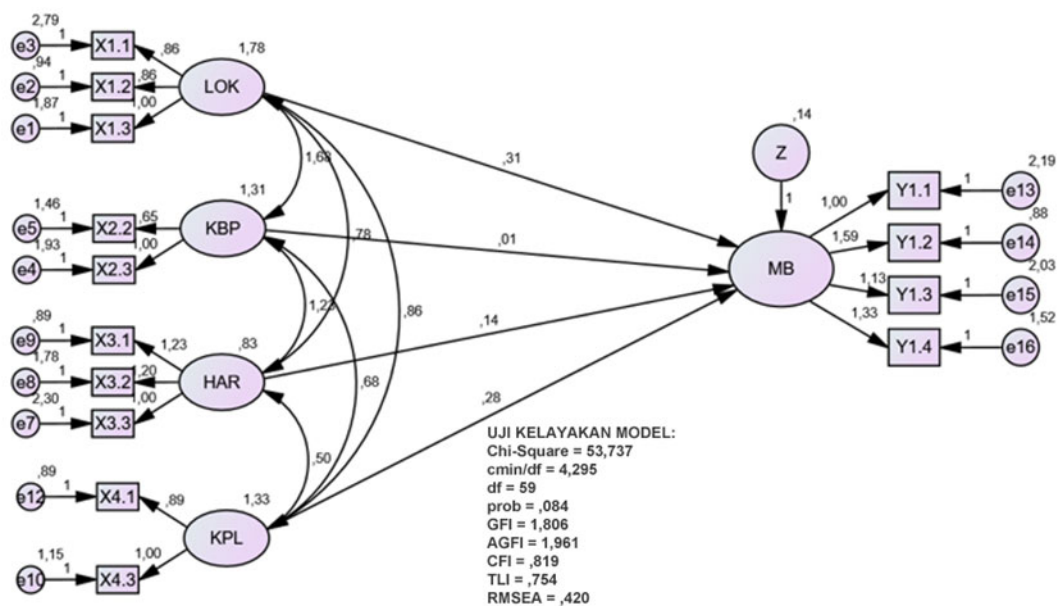 2,79
e3 1 X1.1 ,86
,94
e2 1 X1.2 ,86
1,87
e1 1 X1.3 1,00
1,78
LOK
1,68
1,46
e5 1 X2.2 ,65
1,93
e4 1 X2.3 1,00
1,31
KBP
,78
1,23
,86
,89
e9 1 X3.1 1,23
1,78
e8 1 X3.2 1,20
2,30
e7 1 X3.3 1,00
,83
HAR
,68
,50
,89
e12 1 X4.1 ,89
1,15
e10 1 X4.3 1,00
1,33
KPL
,31
,01
,14
,28
,14
Z
1
MB
1,00 Y1.1 1 e13 2,19
1,59 Y1.2 1 e14 ,88
1,13 Y1.3 1 e15 2,03
1,33 Y1.4 1 e16 1,52
UJI KELAYAKAN MODEL:
Chi-Square = 53,737
cmin/df = 4,295
df = 59
prob = ,084
GFI = 1,806
AGFI = 1,961
CFI = ,819
TLI = ,754
RMSEA = ,420